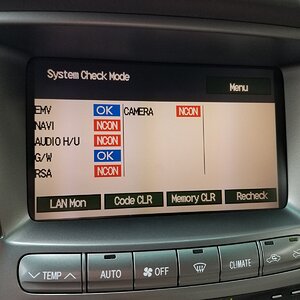 System Check Mode
Menu
EMV OK CAMERA NCON
NAVI NCON
AUDIO H/U NCON
G/W OK
RSA NCON
LAN Mon Code CLR Memory CLR Recheck
TEMP AUTO OFF CLIMATE